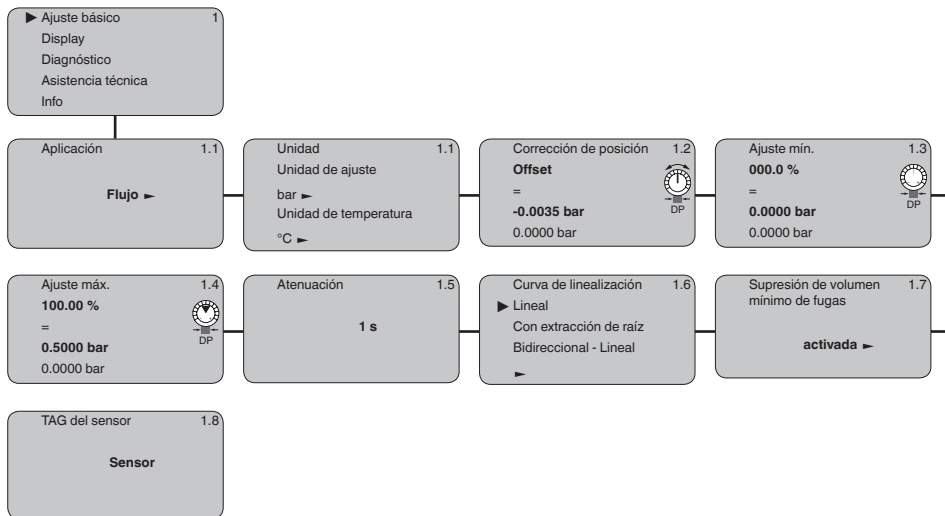 ▶ Ajuste básico 1
Display
Diagnóstico
Asistencia técnica
Info
Aplicación 1.1
Flujo ►
Unidad 1.1
Unidad de ajuste
bar ►
Unidad de temperatura
°C ►
Corrección de posición 1.2
Offset
=
-0.0035 bar
0.0000 bar
DP
Ajuste mín. 1.3
000.0 %
=
0.0000 bar
0.0000 bar
DP
Ajuste máx. 1.4
100.00 %
=
0.5000 bar
0.0000 bar
DP
Atenuación 1.5
1 s
Curva de linealización 1.6
▶ Lineal
Con extracción de raíz
Bidireccional - Lineal
►
Supresión de volumen 1.7
mínimo de fugas
activada ►
TAG del sensor 1.8
Sensor